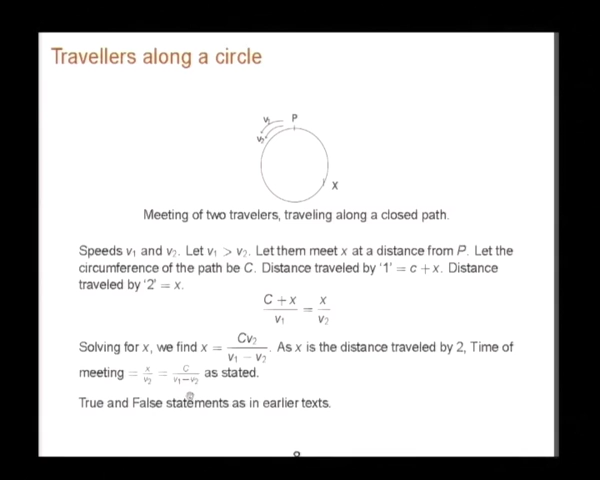 Travellers along a circle
P
X
Meeting of two travelers, traveling along a closed path.
Speeds v₁ and v₂. Let v₁ > v₂. Let them meet x at a distance from P. Let the
circumference of the path be C. Distance traveled by '1' = c + x. Distance
traveled by '2' = x.
(C + x)/v₁ = x/v₂
Solving for x, we find x = Cv₂/(v₁ − v₂). As x is the distance traveled by 2, Time of
meeting = x/v₂ = C/(v₁−v₂) as stated.
True and False statements as in earlier texts.